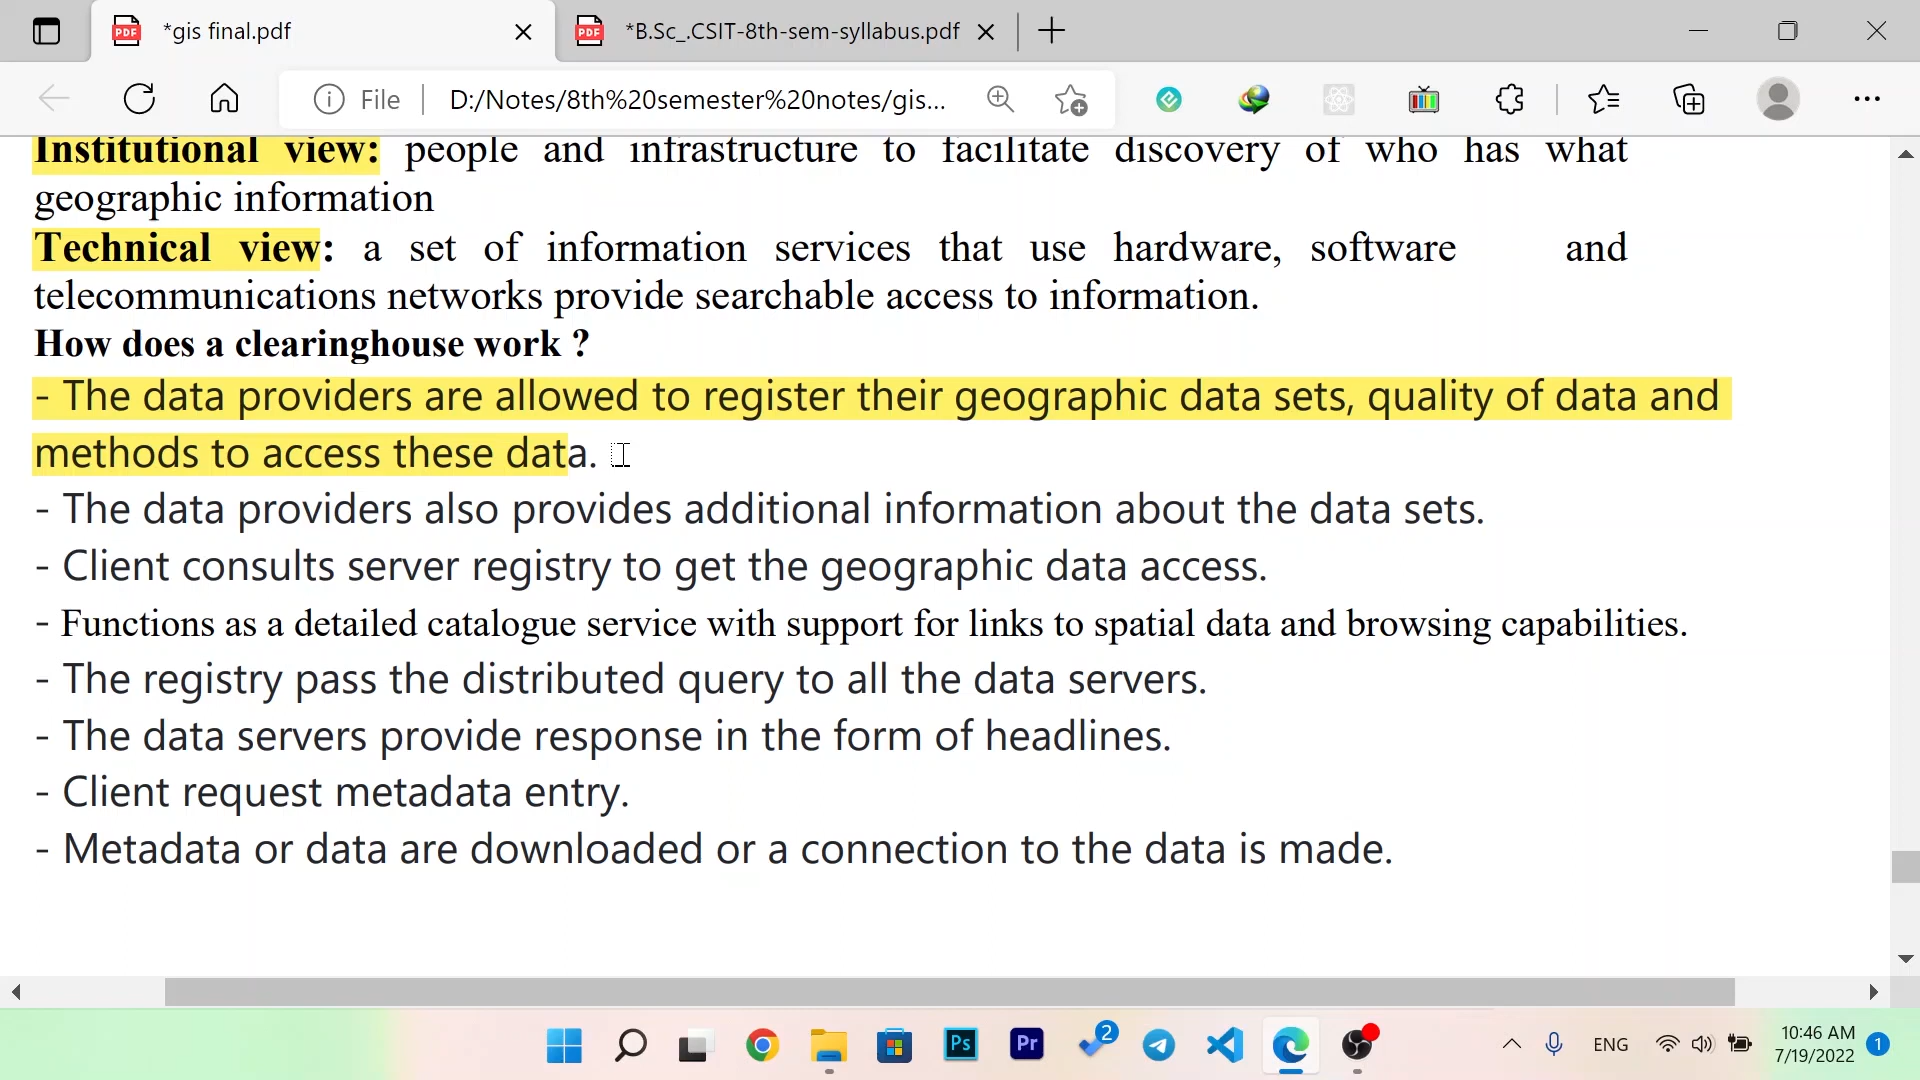 *gis final.pdf
*B.Sc_.CSIT-8th-sem-syllabus.pdf
File
D:/Notes/8th%20semester%20notes/gis...
Institutional view: people and infrastructure to facilitate discovery of who has what
geographic information
Technical view: a set of information services that use hardware, software and
telecommunications networks provide searchable access to information.
How does a clearinghouse work ?
- The data providers are allowed to register their geographic data sets, quality of data and
methods to access these data.
- The data providers also provides additional information about the data sets.
- Client consults server registry to get the geographic data access.
- Functions as a detailed catalogue service with support for links to spatial data and browsing capabilities.
- The registry pass the distributed query to all the data servers.
- The data servers provide response in the form of headlines.
- Client request metadata entry.
- Metadata or data are downloaded or a connection to the data is made.
PDF
PDF
Ps
Pr
2
ENG
10:46 AM
7/19/2022
1